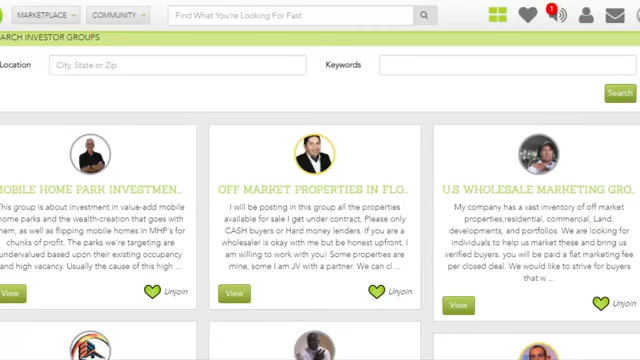 MARKETPLACE
COMMUNITY
Find What You're Looking For Fast
1
ARCH INVESTOR GROUPS
Location
City, State or Zip
Keywords
Search
MOBILE HOME PARK INVESTMEN..
This group is about investment in value-add mobile
home parks and the wealth-creation that goes with
them, as well as flipping mobile homes in MHP's for
chunks of profit. The parks we're targeting are
undervalued based upon their existing occupancy
and high vacancy. Usually the cause of this high ...
View
Unjoin
OFF MARKET PROPERTIES IN FLO..
I will be posting in this group all the properties
available for sale I get under contract, Please only
CASH buyers or Hard money lenders. If you are a
wholesaler is okay with me but be honest upfront, I
am willing to work with you! Some properties are
mine, some I am JV with a partner. We can cl ...
View
Unjoin
U.S WHOLESALE MARKETING GRO..
My company has a vast inventory of off market
properties,residential, commercial, Land,
developments, and portfolios. We are looking for
individuals to help us market these and bring us
verified buyers. you will be paid a flat marketing fee
per closed deal. We would like to strive for buyers
that w ...
View
Unjoin